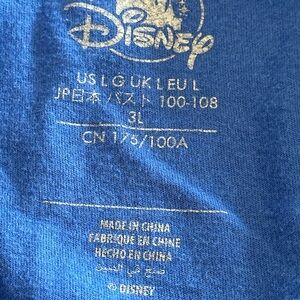 Disney
US L G UK L EU L
JP日本 バスト 100-108
3L
CN 175/100A
MADE IN CHINA
FABRIQUÉ EN CHINE
HECHO EN CHINA
صنع في الصين
© DISNEY